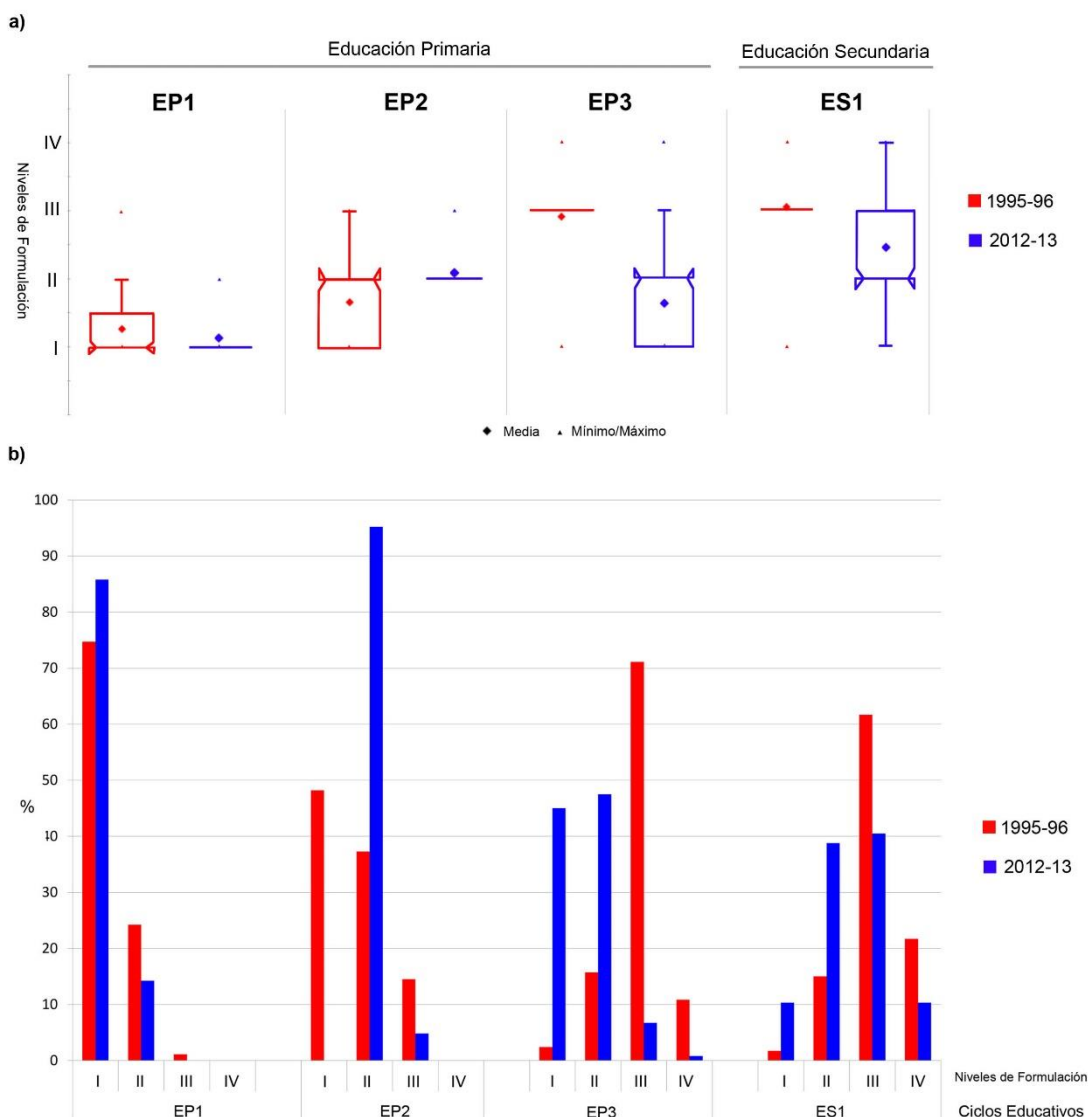 a)
Educación Primaria
Educación Secundaria
EP1
EP2
EP3
ES1
Niveles de Formulación
IV
III
II
I
1995-96
2012-13
Media
Mínimo/Máximo
b)
100
90
80
70
60
50
%
40
30
20
10
0
1995-96
2012-13
I II III IV I II III IV I II III IV I II III IV Niveles de Formulación
EP1 EP2 EP3 ES1 Ciclos Educativos